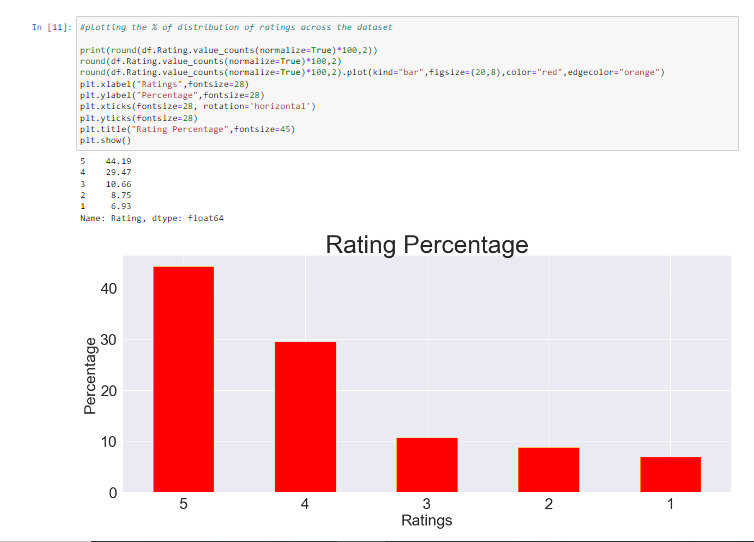 In [11]: #plotting the % of distribution of ratings across the dataset
print(round(df.Rating.value_counts(normalize=True)*100,2))
round(df.Rating.value_counts(normalize=True)*100,2)
round(df.Rating.value_counts(normalize=True)*100,2).plot(kind="bar",figsize=(20,8),color="red",edgecolor="orange")
plt.xlabel("Ratings",fontsize=28)
plt.ylabel("Percentage",fontsize=28)
plt.xticks(fontsize=28, rotation='horizontal')
plt.yticks(fontsize=28)
plt.title("Rating Percentage",fontsize=45)
plt.show()
5 44.19
4 29.47
3 10.66
2 8.75
1 6.93
Name: Rating, dtype: float64
Rating Percentage
Percentage
40
30
20
10
0
5 4 3 2 1
Ratings